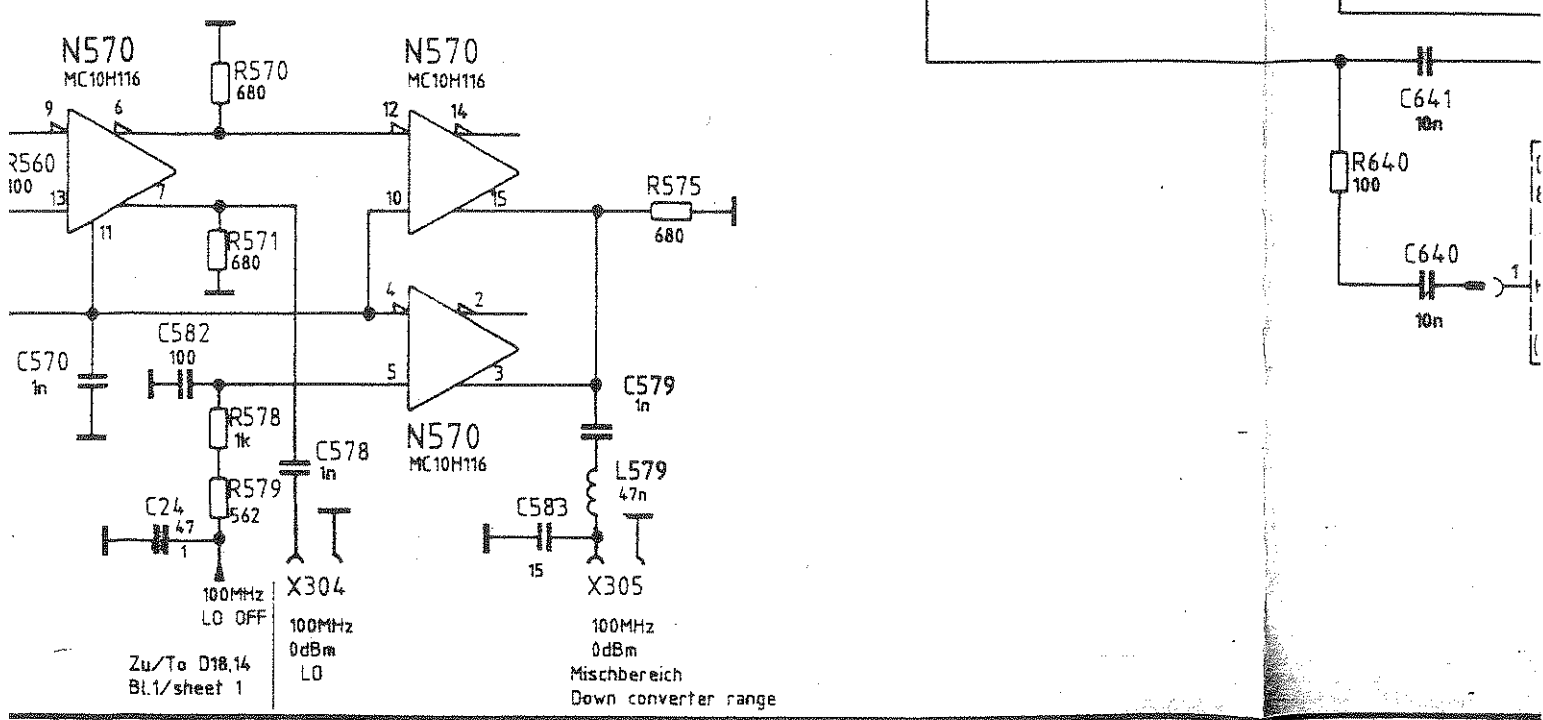 N570
MC10H116
9
6
R560
100
13
7
11
R570
680
R571
680
N570
MC10H116
12
14
10
15
R575
680
4
2
5
3
N570
MC10H116
C570
1n
C582
100
R578
1k
R579
562
C24
47
1
C578
1n
C579
1n
L579
47n
C583
15
100MHz
LO OFF
Zu/To D18,14
Bl.1/sheet 1
X304
100MHz
0dBm
LO
X305
100MHz
0dBm
Mischbereich
Down converter range
C641
10n
R640
100
C640
10n
1